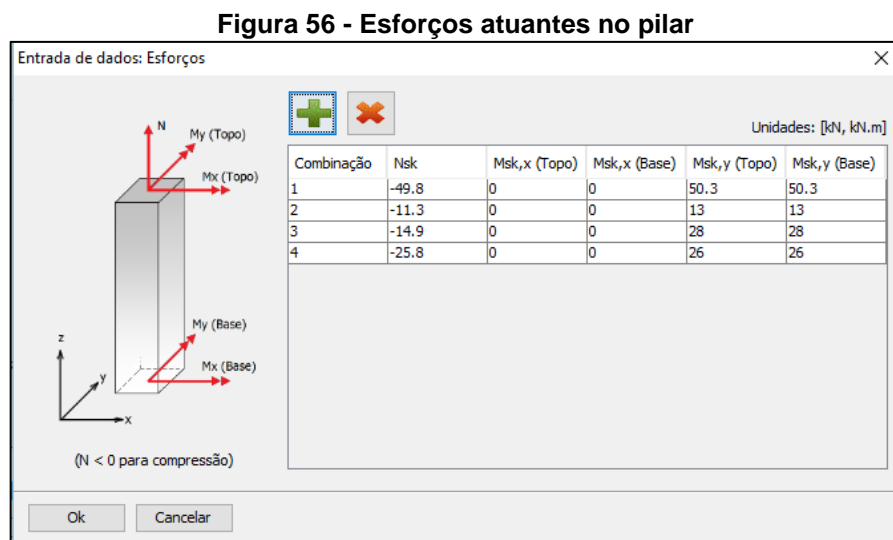 Figura 56 - Esforços atuantes no pilar
Entrada de dados: Esforços
N
My (Topo)
Mx (Topo)
My (Base)
Mx (Base)
z
y
x
(N < 0 para compressão)
Unidades: [kN, kN.m]
Combinação Nsk Msk,x (Topo) Msk,x (Base) Msk,y (Topo) Msk,y (Base)
1 -49.8 0 0 50.3 50.3
2 -11.3 0 0 13 13
3 -14.9 0 0 28 28
4 -25.8 0 0 26 26
Ok Cancelar